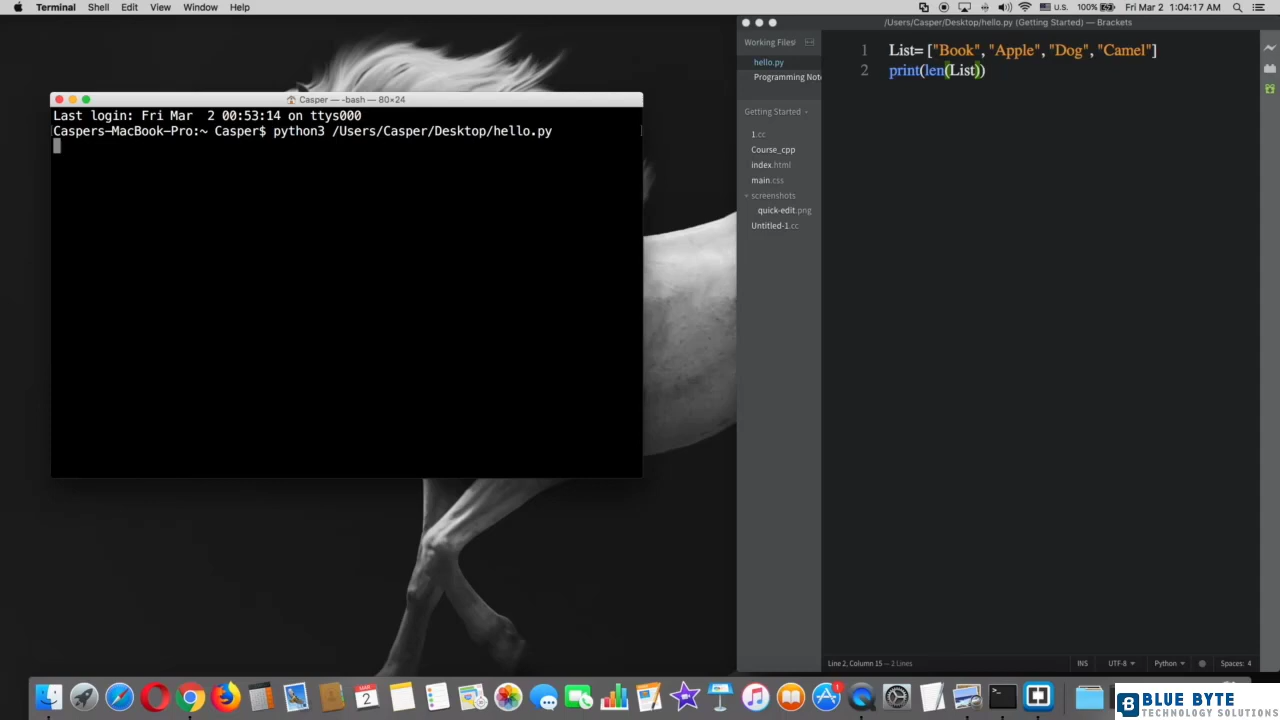 Terminal Shell Edit View Window Help
U.S. 100% Fri Mar 2 1:04:17 AM
Casper — -bash — 80×24
Last login: Fri Mar  2 00:53:14 on ttys000
Caspers-MacBook-Pro:~ Casper$ python3 /Users/Casper/Desktop/hello.py
/Users/Casper/Desktop/hello.py (Getting Started) — Brackets
Working Files
hello.py
Programming Note
Getting Started
1.cc
Course_cpp
index.html
main.css
screenshots
quick-edit.png
Untitled-1.cc
1 List= ["Book", "Apple", "Dog", "Camel"]
2 print(len(List))
Line 2, Column 15 — 2 Lines
INS UTF-8 Python Spaces: 4
BLUE BYTE
TECHNOLOGY SOLUTIONS